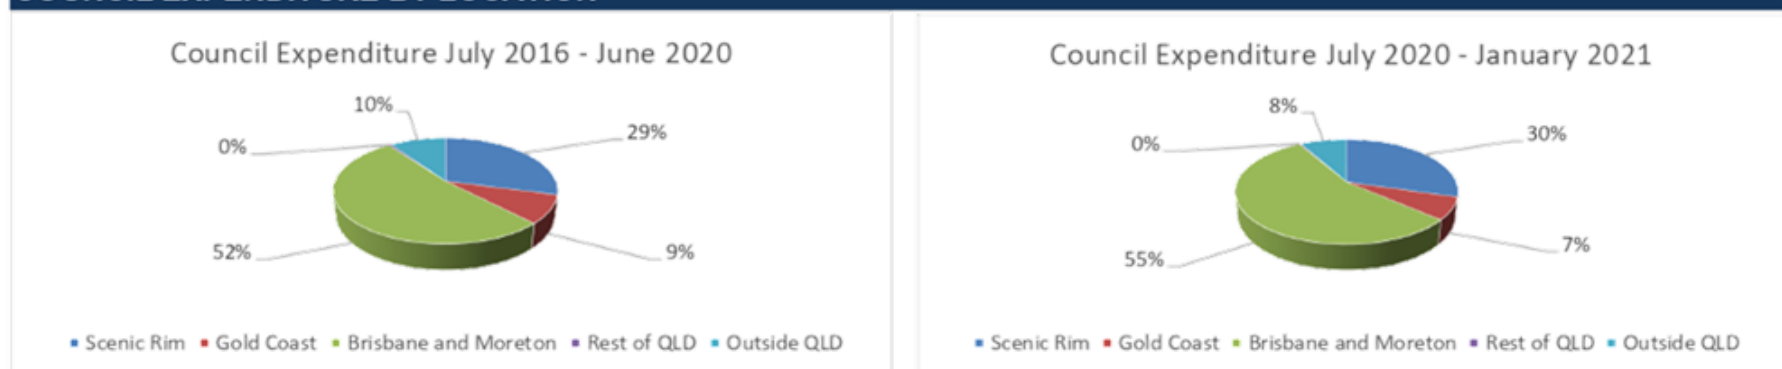 Council Expenditure July 2016 - June 2020
10%
29%
0%
52%
9%
Scenic Rim Gold Coast Brisbane and Moreton Rest of QLD Outside QLD
Council Expenditure July 2020 - January 2021
8%
30%
0%
55%
7%
Scenic Rim Gold Coast Brisbane and Moreton Rest of QLD Outside QLD